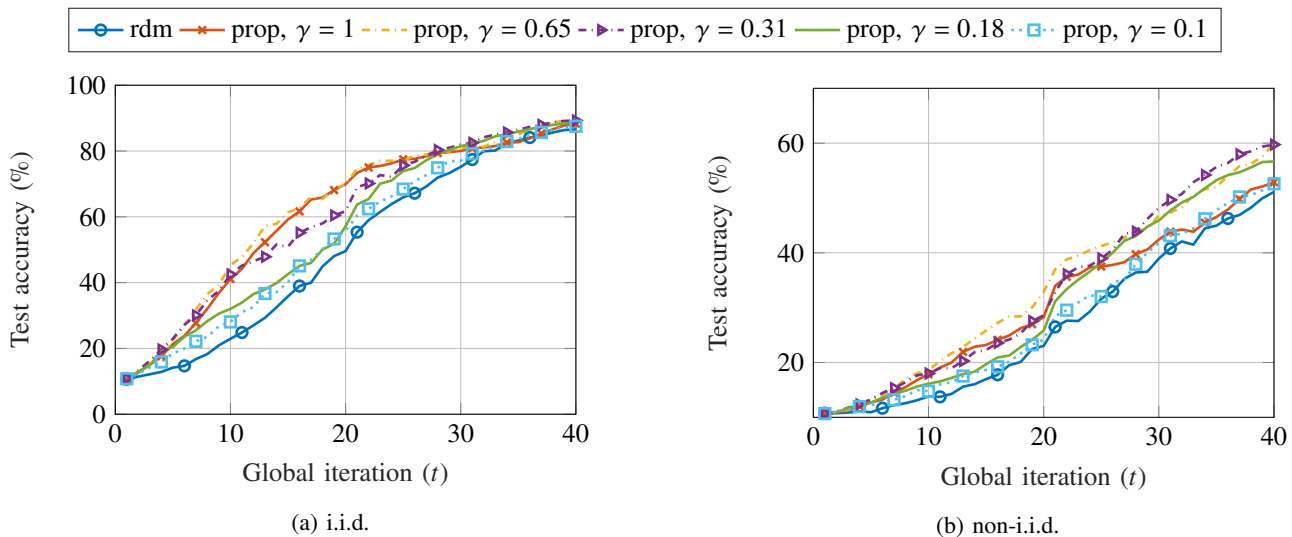 rdm prop, γ = 1 prop, γ = 0.65 prop, γ = 0.31 prop, γ = 0.18 prop, γ = 0.1
Test accuracy (%)
100
80
60
40
20
0
0 10 20 30 40
Global iteration (t)
(a) i.i.d.
Test accuracy (%)
60
40
20
0 10 20 30 40
Global iteration (t)
(b) non-i.i.d.